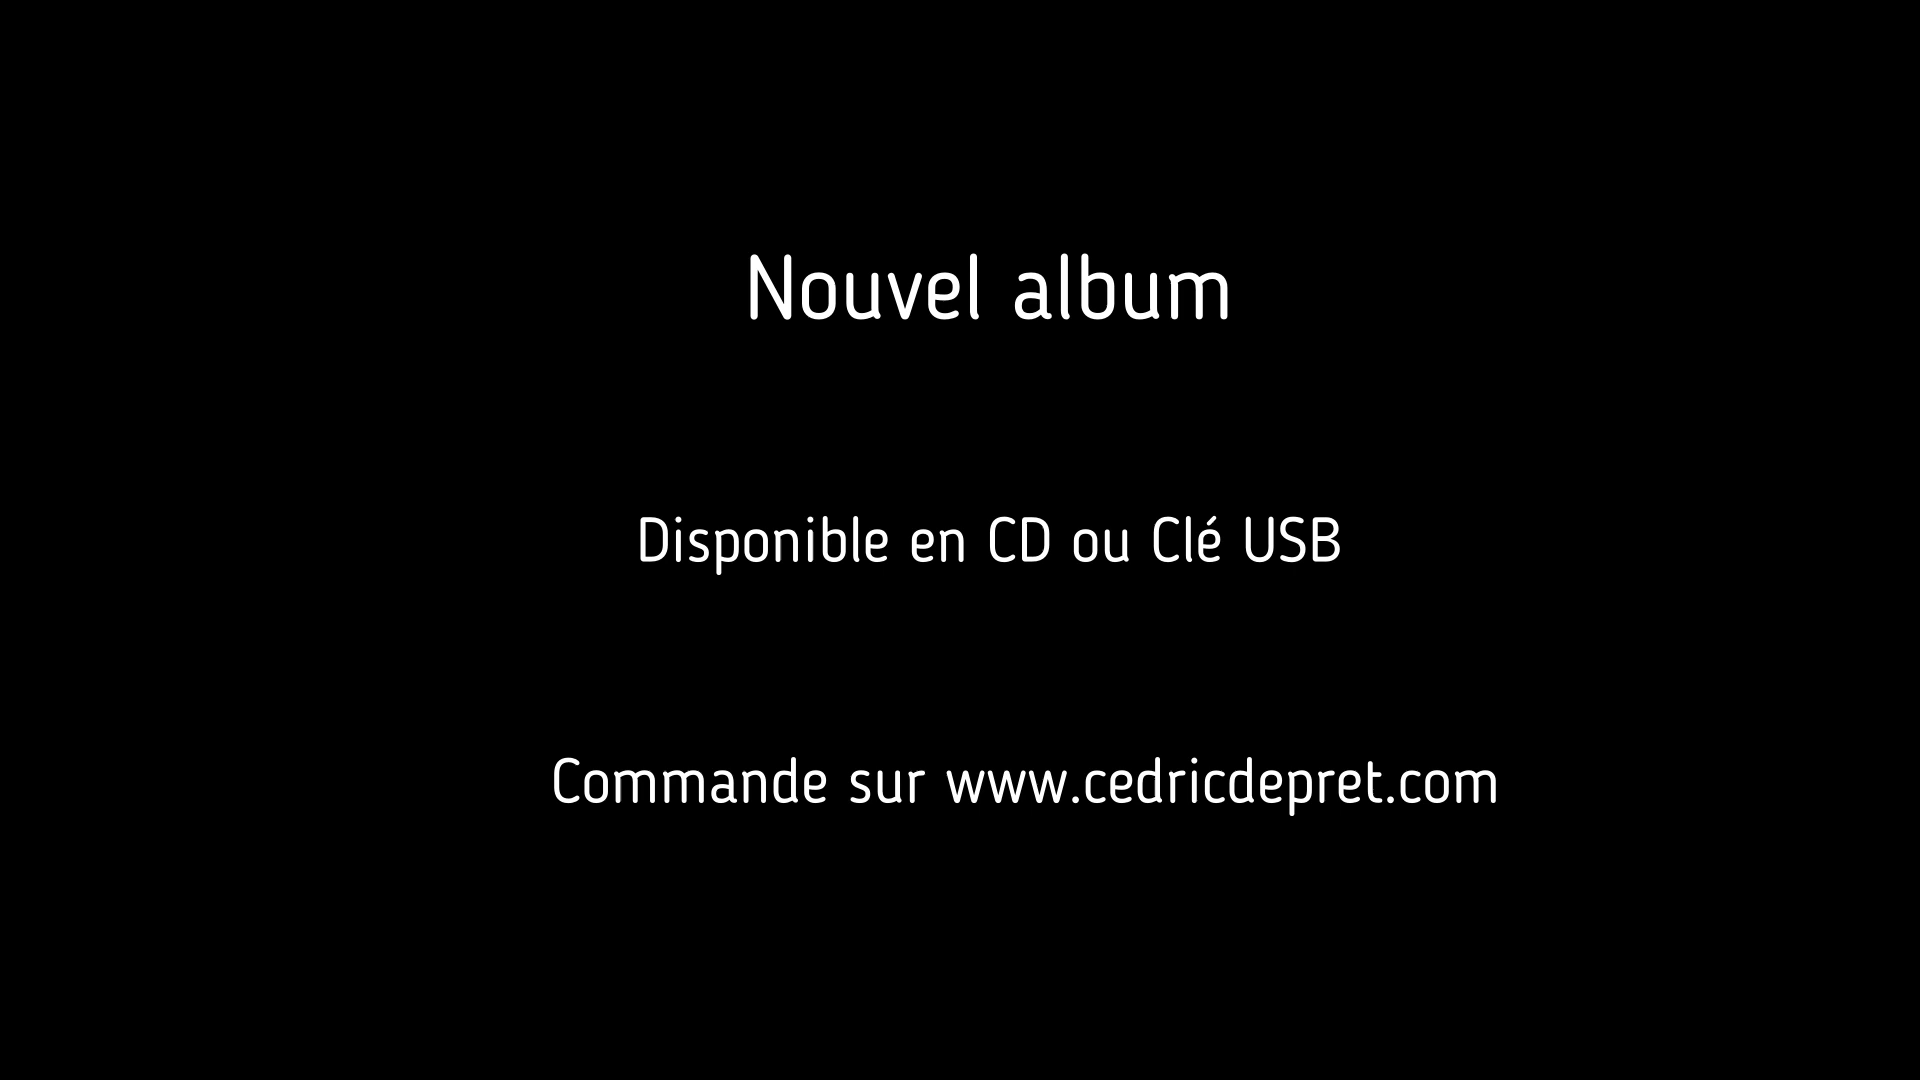 Nouvel album
Disponible en CD ou Clé USB
Commande sur www.cedricdepret.com